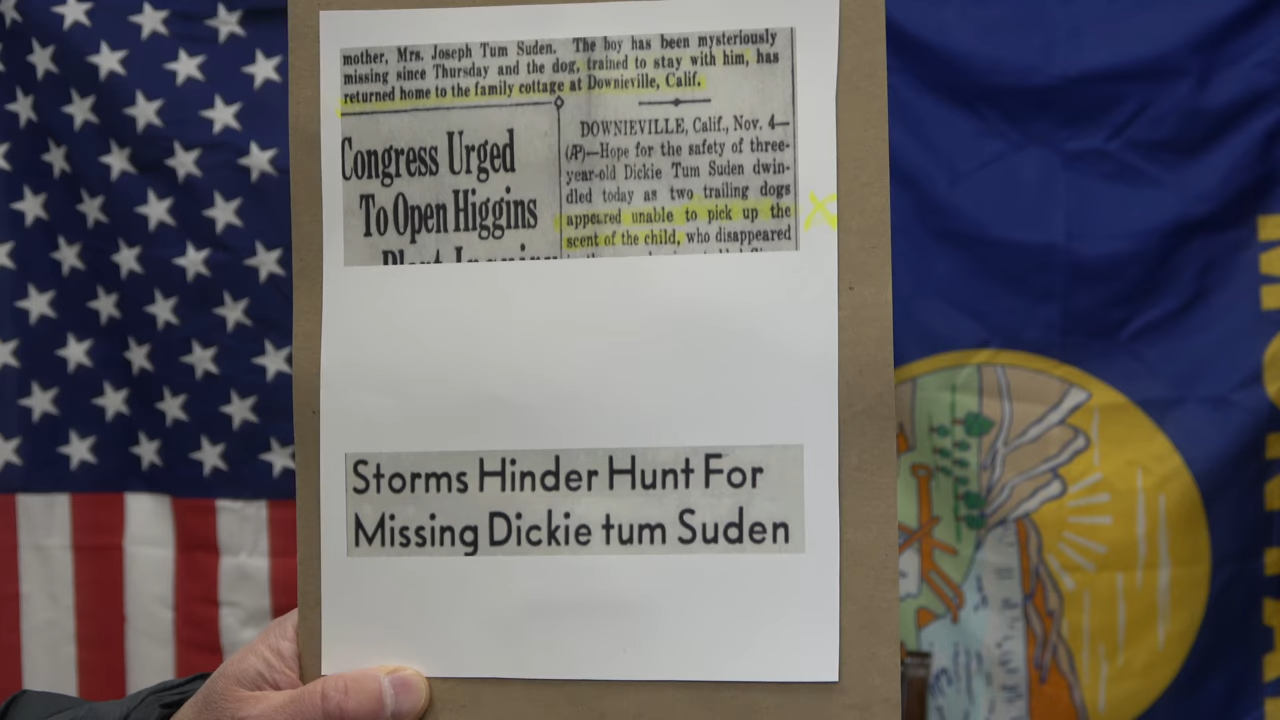 mother, Mrs. Joseph Tum Suden. The boy has been mysteriously
missing since Thursday and the dog, trained to stay with him, has
returned home to the family cottage at Downieville, Calif.
Congress Urged
To Open Higgins
DOWNIEVILLE, Calif., Nov. 4—
(AP)—Hope for the safety of three-
year-old Dickie Tum Suden dwin-
dled today as two trailing dogs
appeared unable to pick up the
scent of the child, who disappeared
Storms Hinder Hunt For
Missing Dickie tum Suden